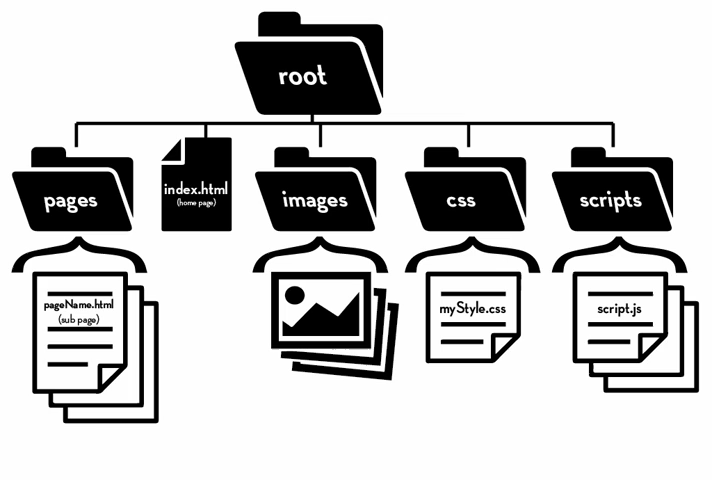 root
pages
index.html
(home page)
images
css
scripts
pageName.html
(sub page)
myStyle.css
script.js